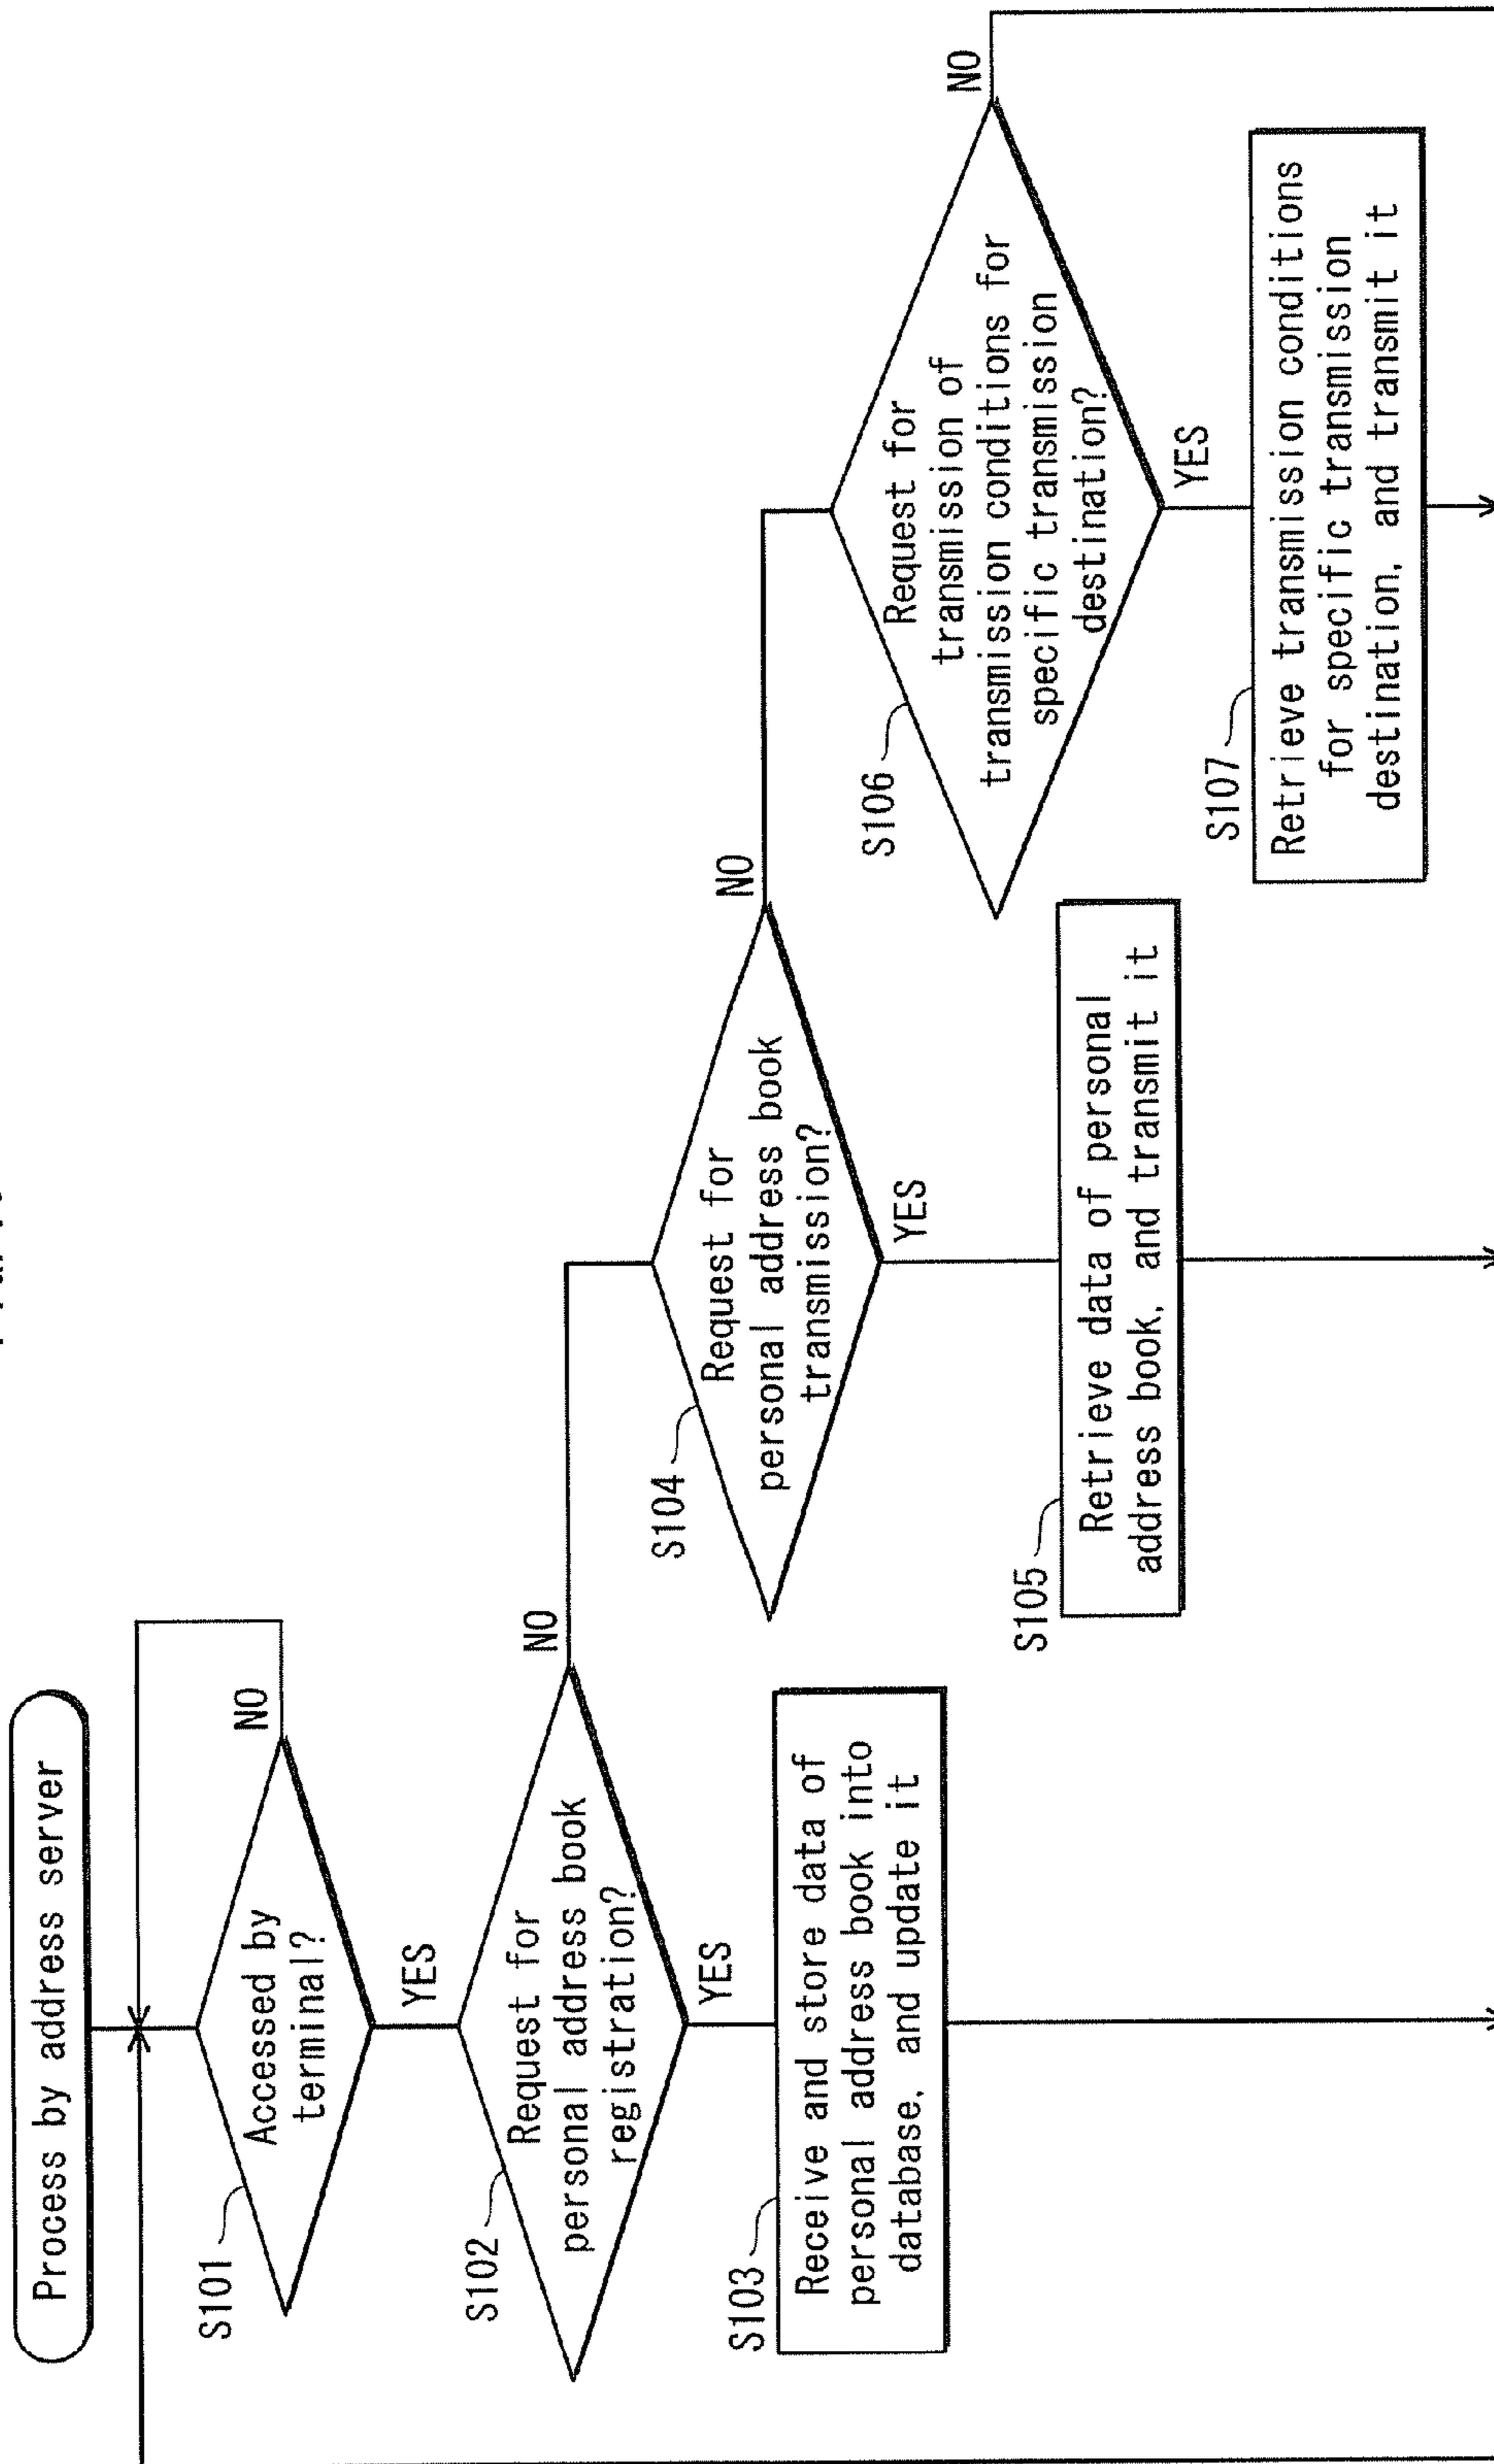 Process by address server
S101
Accessed by
terminal?
NO
YES
S102
Request for
personal address book
registration?
NO
YES
S103
Receive and store data of
personal address book into
database, and update it
S104
Request for
personal address book
transmission?
NO
YES
S105
Retrieve data of personal
address book, and transmit it
S106
Request for
transmission of
transmission conditions for
specific transmission
destination?
NO
YES
S107
Retrieve transmission conditions
for specific transmission
destination, and transmit it